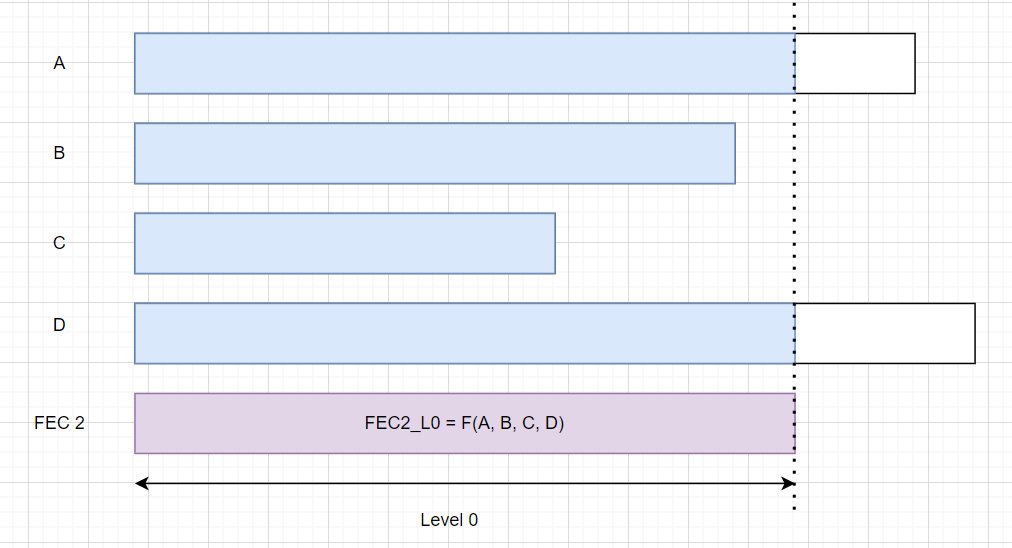 A
B
C
D
FEC 2
FEC2_L0 = F(A, B, C, D)
Level 0